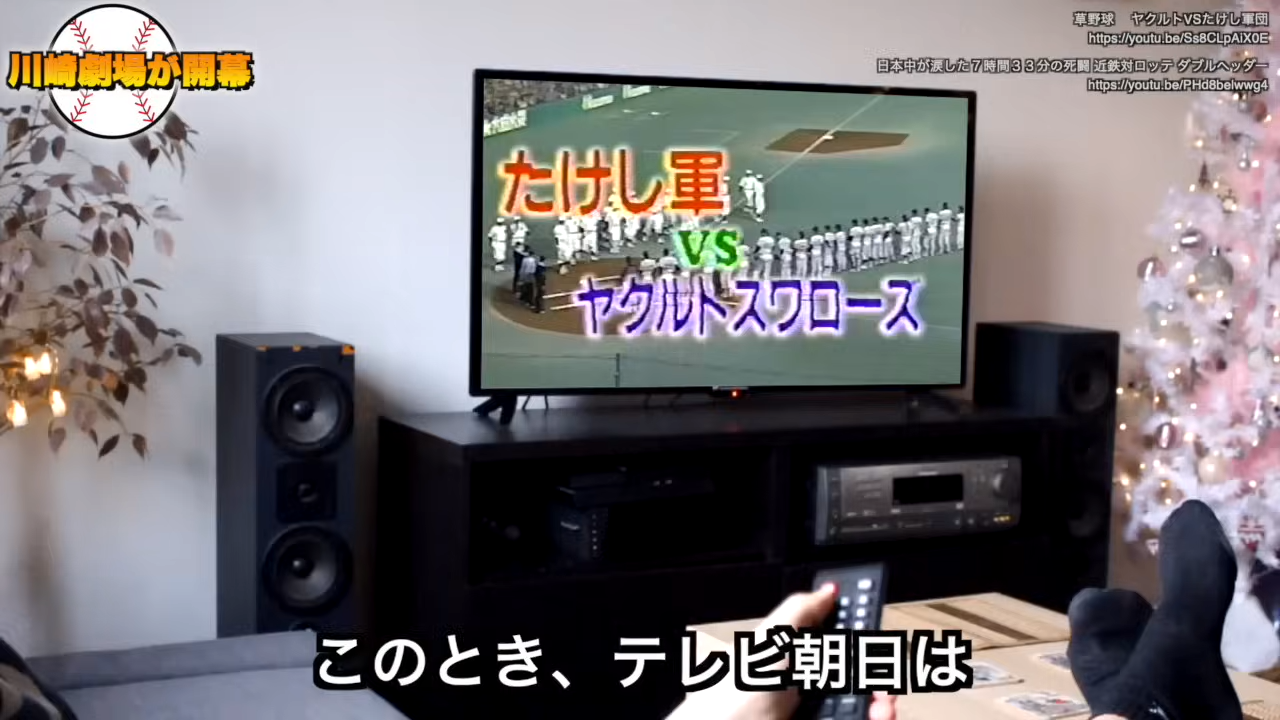 川崎劇場が開幕
草野球　ヤクルトVSたけし軍団
https://youtu.be/Ss8CLpAiX0E
日本中が涙した７時間３３分の死闘 近鉄対ロッテ ダブルヘッダー
https://youtu.be/PHd8belwwg4
たけし軍
vs
ヤクルトスワローズ
このとき、テレビ朝日は